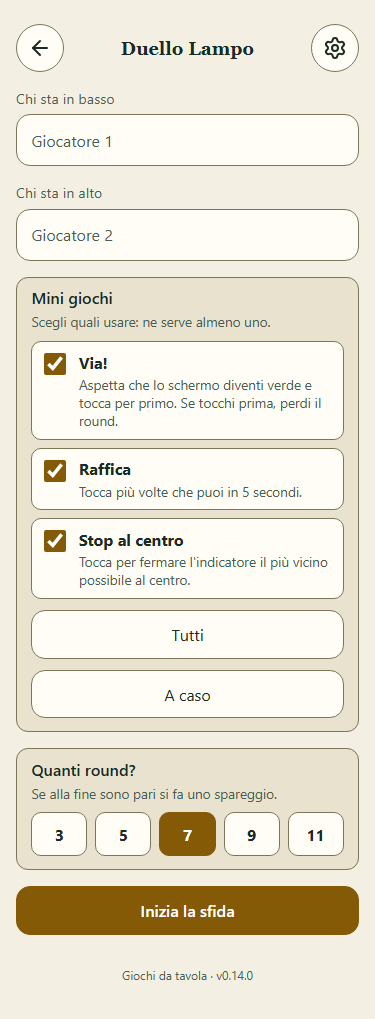 Duello Lampo
Chi sta in basso
Giocatore 1
Chi sta in alto
Giocatore 2
Mini giochi
Scegli quali usare: ne serve almeno uno.
Via!
Aspetta che lo schermo diventi verde e
tocca per primo. Se tocchi prima, perdi il
round.
Raffica
Tocca più volte che puoi in 5 secondi.
Stop al centro
Tocca per fermare l'indicatore il più vicino
possibile al centro.
Tutti
A caso
Quanti round?
Se alla fine sono pari si fa uno spareggio.
3 5 7 9 11
Inizia la sfida
Giochi da tavola · v0.14.0